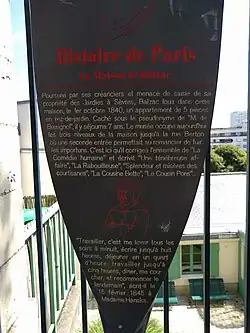 Histoire de Paris
La Maison de Balzac
Poursuivi par ses créanciers et menacé de saisie de sa
propriété des Jardies à Sèvres, Balzac loua dans cette
maison, le 1er octobre 1840, un appartement de 5 pièces
en rez-de-jardin. Caché sous le pseudonyme de "M. de
Breugnol", il y séjourna 7 ans. Le musée occupe aujourd'hui
les trois niveaux de la maison jusqu'à la rue Berton
où une seconde entrée permettait au romancier de fuir
les importuns. C'est ici qu'il corrigea l'ensemble de "La
Comédie humaine" et écrivit "Une ténébreuse af-
faire", "La Rabouilleuse", "Splendeur et misères des
courtisanes", "La Cousine Bette", "Le Cousin Pons".
"Travailler, c'est me lever tous les
soirs à minuit, écrire jusqu'à huit
heures, déjeuner en un quart
d'heure, travailler jusqu'à
cinq heures, dîner, me cou-
cher, et recommencer le
lendemain", écrit-il le
15 février 1845 à
Madame Hanska.